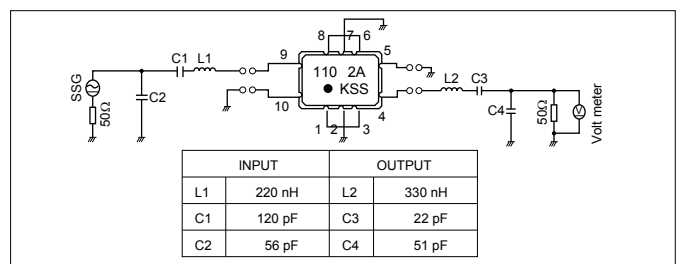 8 7 6
C1 L1 9 5
110 2A
KSS
L2 C3
SSG
50Ω
C2
10 4
C4
50Ω
V
Volt meter
1 2 3
INPUT OUTPUT
L1 220 nH L2 330 nH
C1 120 pF C3 22 pF
C2 56 pF C4 51 pF